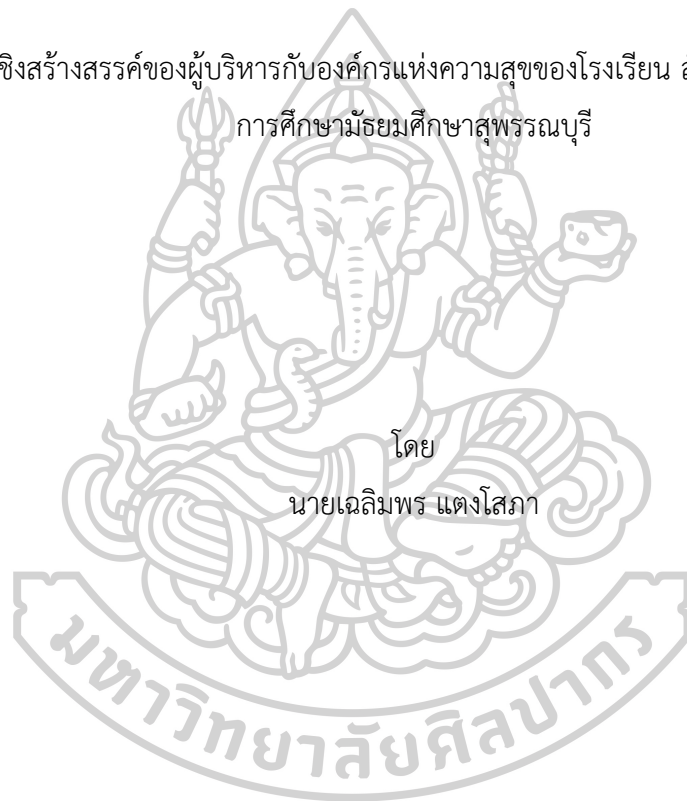 ชิงสร้างสรรค์ของผู้บริหารกับองค์กรแห่งความสุขของโรงเรียน
การศึกษามัธยมศึกษาสุพรรณบุรี
โดย
นายเฉลิมพร แตงโสภา
มหาวิทยาลัยศิลปากร